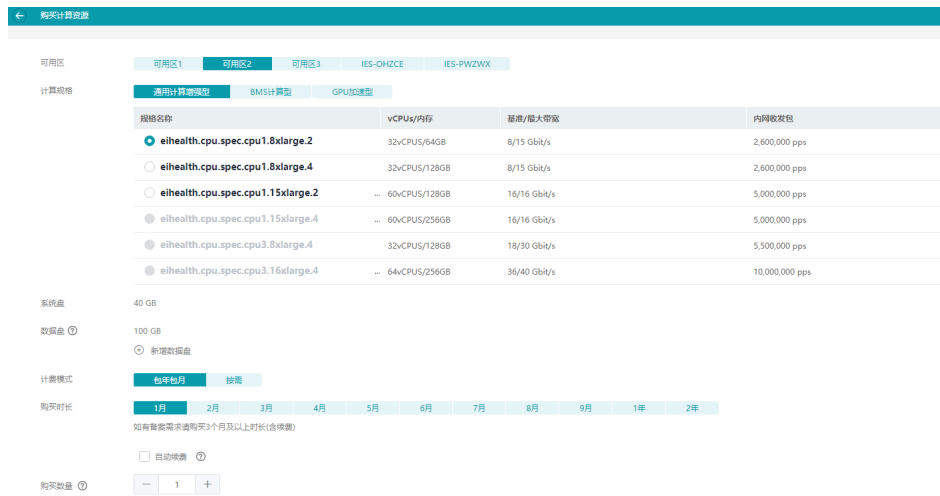 购买计算资源
可用区 可用区1 可用区2 可用区3 IES-OHZCE IES-PWZWX
计算规格 通用计算增强型 BMS计算型 GPU加速型
规格名称 vCPUs/内存 基准/最大带宽 内网收发包
eihealth.cpu.spec.cpu1.8xlarge.2 32vCPUS/64GB 8/15 Gbit/s 2,600,000 pps
eihealth.cpu.spec.cpu1.8xlarge.4 32vCPUS/128GB 8/15 Gbit/s 2,600,000 pps
eihealth.cpu.spec.cpu1.15xlarge.2 ... 60vCPUS/128GB 16/16 Gbit/s 5,000,000 pps
eihealth.cpu.spec.cpu1.15xlarge.4 ... 60vCPUS/256GB 16/16 Gbit/s 5,000,000 pps
eihealth.cpu.spec.cpu3.8xlarge.4 32vCPUS/128GB 18/30 Gbit/s 5,500,000 pps
eihealth.cpu.spec.cpu3.16xlarge.4 ... 64vCPUS/256GB 36/40 Gbit/s 10,000,000 pps
系统盘 40 GB
数据盘 ? 100 GB
新增数据盘
计费模式 包年包月 按需
购买时长 1月 2月 3月 4月 5月 6月 7月 8月 9月 1年 2年
如有备案需求请购买3个月及以上时长(含续费)
自动续费 ?
购买数量 ? − 1 +